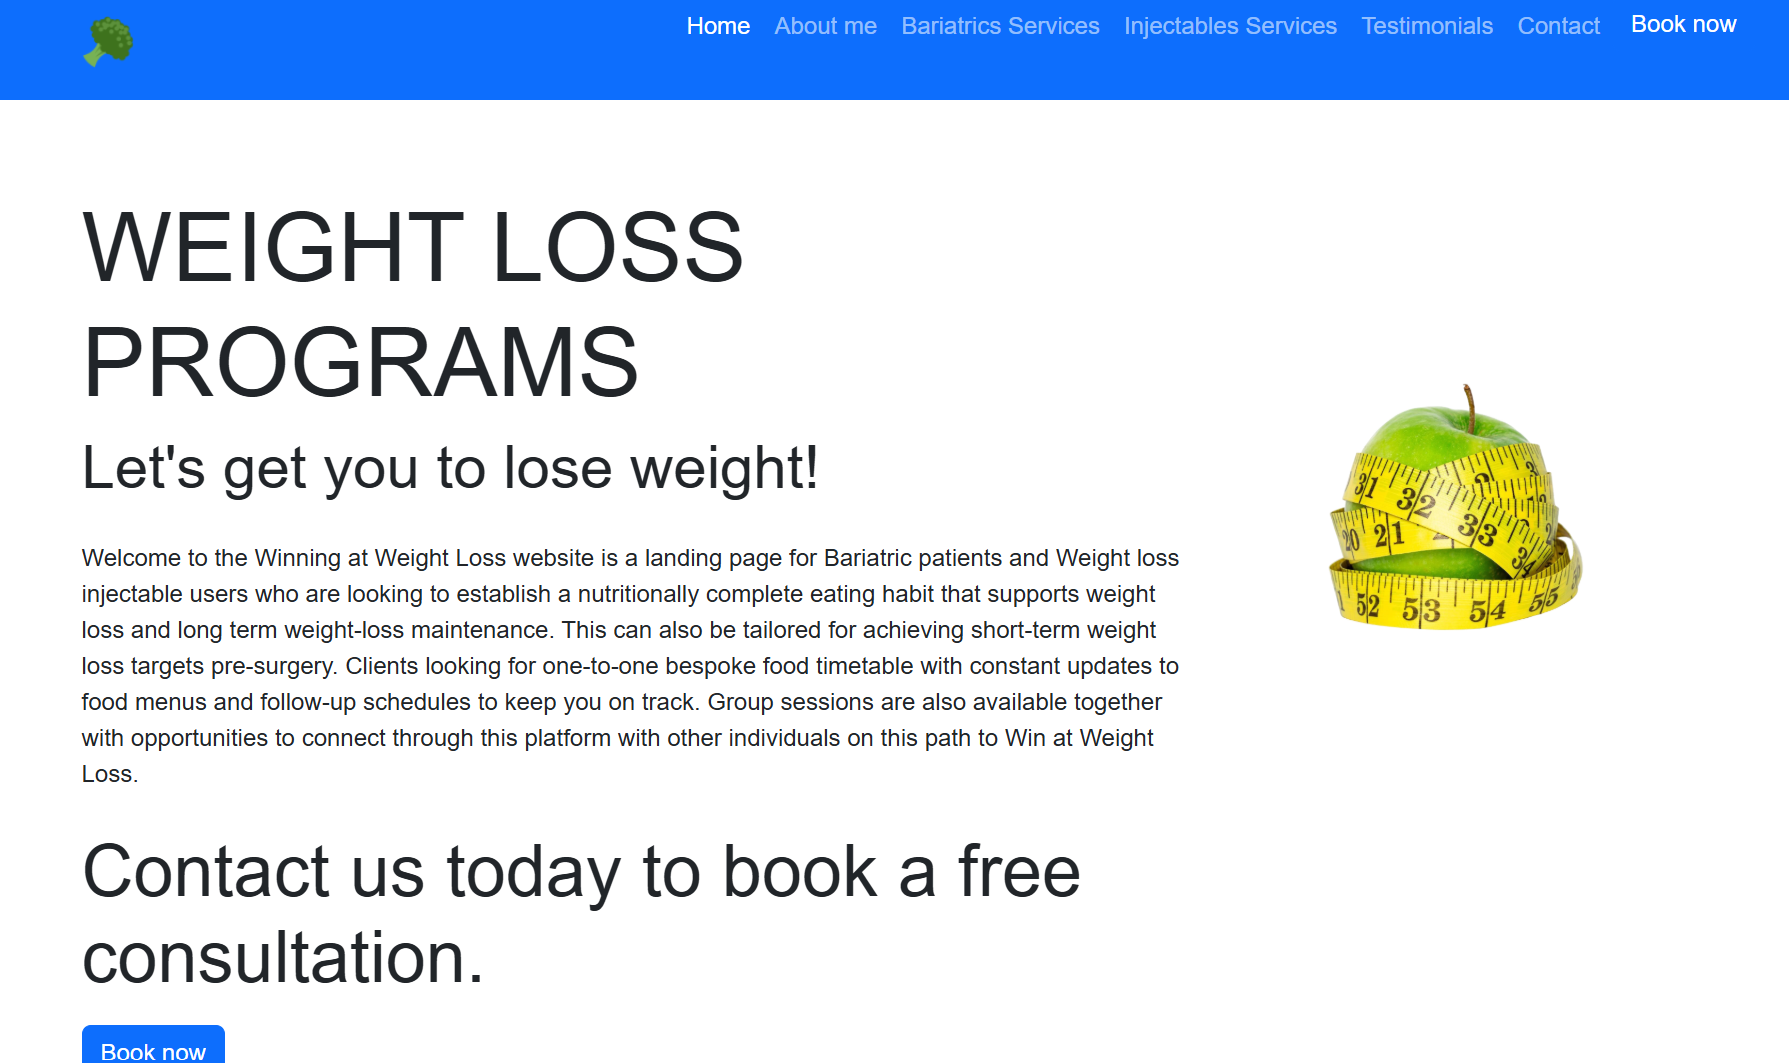 Home About me Bariatrics Services Injectables Services Testimonials Contact Book now
WEIGHT LOSS
PROGRAMS
Let's get you to lose weight!
Welcome to the Winning at Weight Loss website is a landing page for Bariatric patients and Weight loss
injectable users who are looking to establish a nutritionally complete eating habit that supports weight
loss and long term weight-loss maintenance. This can also be tailored for achieving short-term weight
loss targets pre-surgery. Clients looking for one-to-one bespoke food timetable with constant updates to
food menus and follow-up schedules to keep you on track. Group sessions are also available together
with opportunities to connect through this platform with other individuals on this path to Win at Weight
Loss.
31 32 33 34
20 21
52 53 54 55
Contact us today to book a free
consultation.
Book now